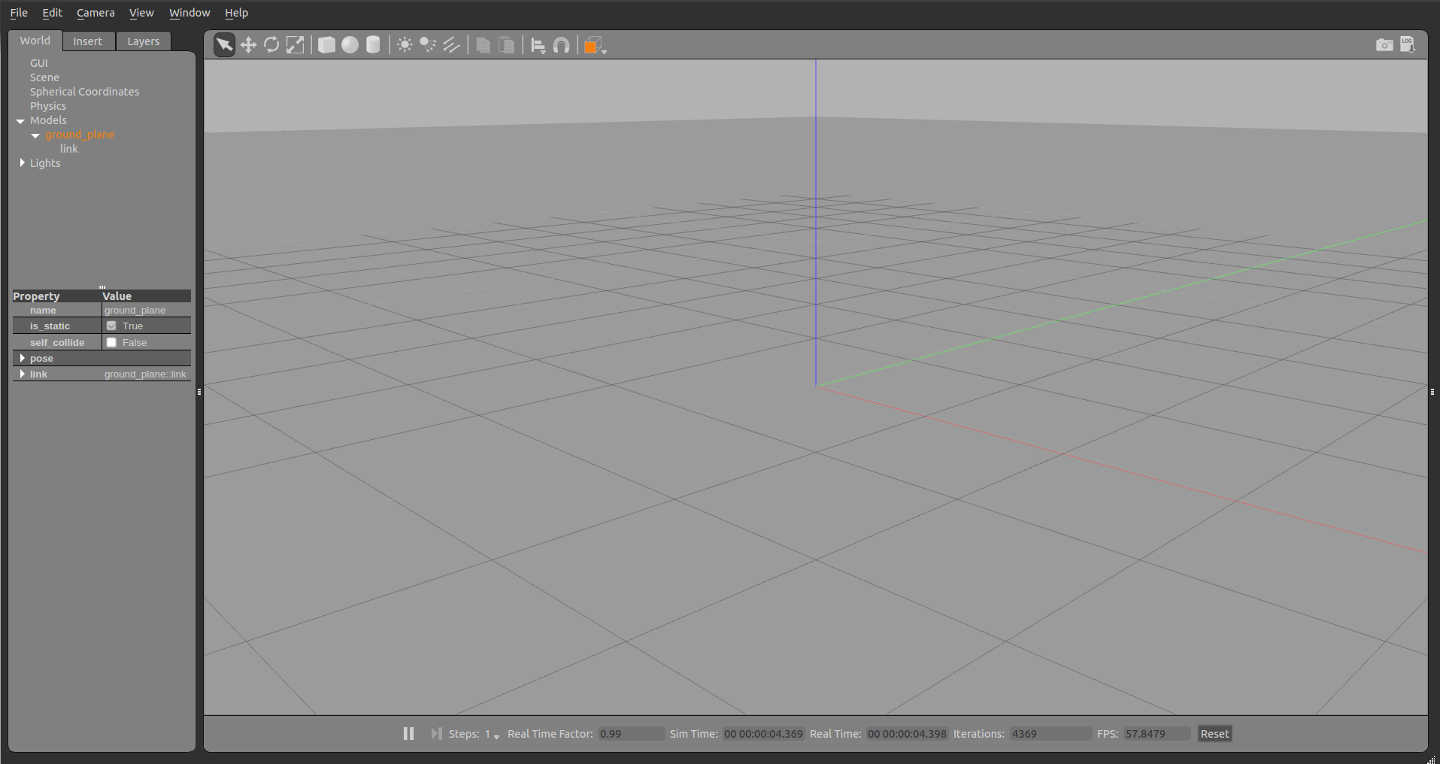 File Edit Camera View Window Help
World Insert Layers
LOG
GUI
Scene
Spherical Coordinates
Physics
Models
ground_plane
link
Lights
Property Value
name ground_plane
is_static True
self_collide False
pose
link ground_plane::link
Steps: 1 Real Time Factor: 0.99 Sim Time: 00 00:00:04.369 Real Time: 00 00:00:04.398 Iterations: 4369 FPS: 57.8479 Reset